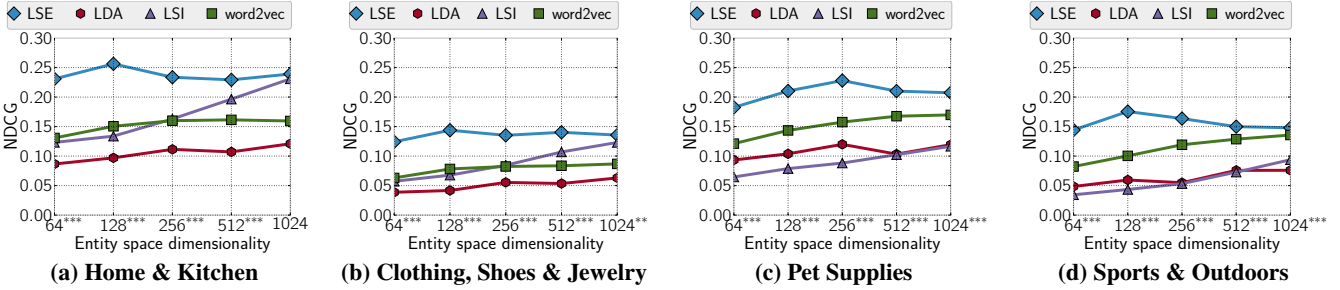 LSE LDA LSI word2vec
NDCG
0.30
0.25
0.20
0.15
0.10
0.05
0.00
64*** 128*** 256*** 512*** 1024
Entity space dimensionality
(a) Home & Kitchen
LSE LDA LSI word2vec
NDCG
0.30
0.25
0.20
0.15
0.10
0.05
0.00
64*** 128*** 256*** 512*** 1024**
Entity space dimensionality
(b) Clothing, Shoes & Jewelry
LSE LDA LSI word2vec
NDCG
0.30
0.25
0.20
0.15
0.10
0.05
0.00
64*** 128*** 256*** 512*** 1024***
Entity space dimensionality
(c) Pet Supplies
LSE LDA LSI word2vec
NDCG
0.30
0.25
0.20
0.15
0.10
0.05
0.00
64*** 128*** 256*** 512*** 1024***
Entity space dimensionality
(d) Sports & Outdoors